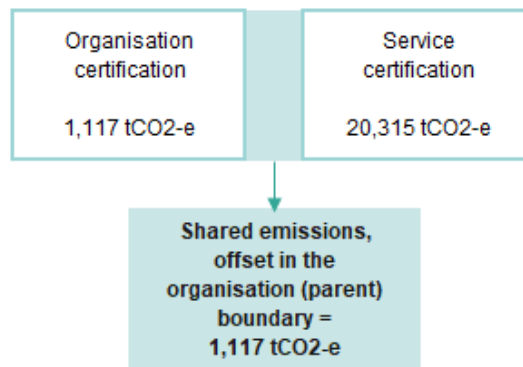 Organisation
certification
1,117 tCO2-e
Service
certification
20,315 tCO2-e
Shared emissions,
offset in the
organisation (parent)
boundary =
1,117 tCO2-e